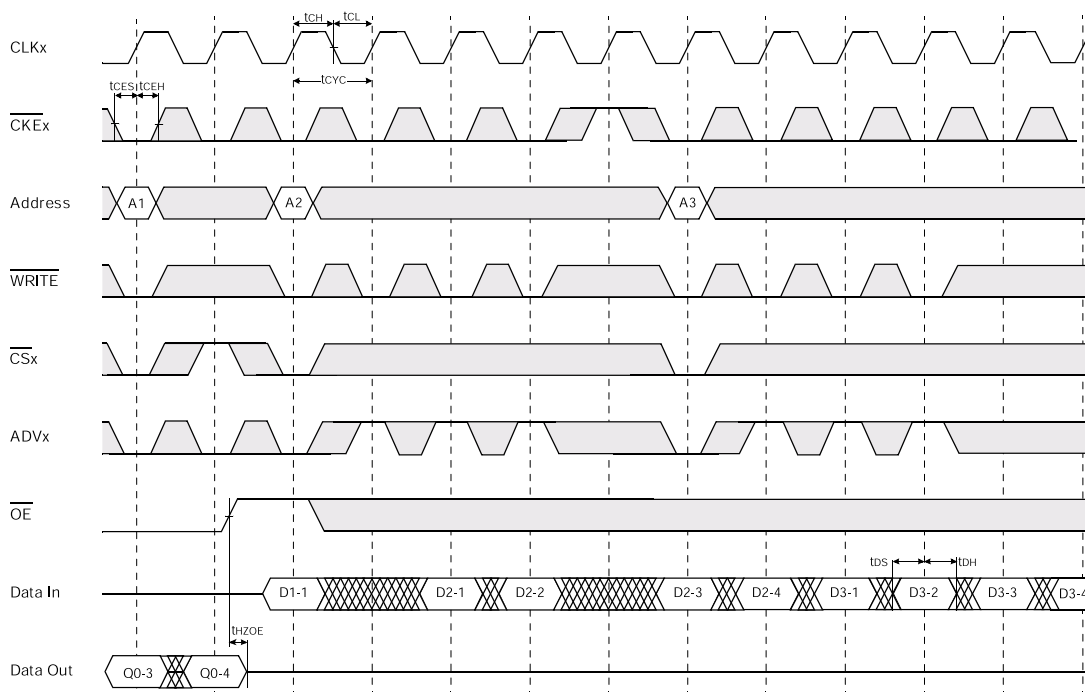 tCH tCL
CLKx
tCYC
tCES tCEH
CKEx
Address A1 A2 A3
WRITE
CSx
ADVx
OE
tDS tDH
Data In D1-1 D2-1 D2-2 D2-3 D2-4 D3-1 D3-2 D3-3 D3-4
tHZOE
Data Out Q0-3 Q0-4